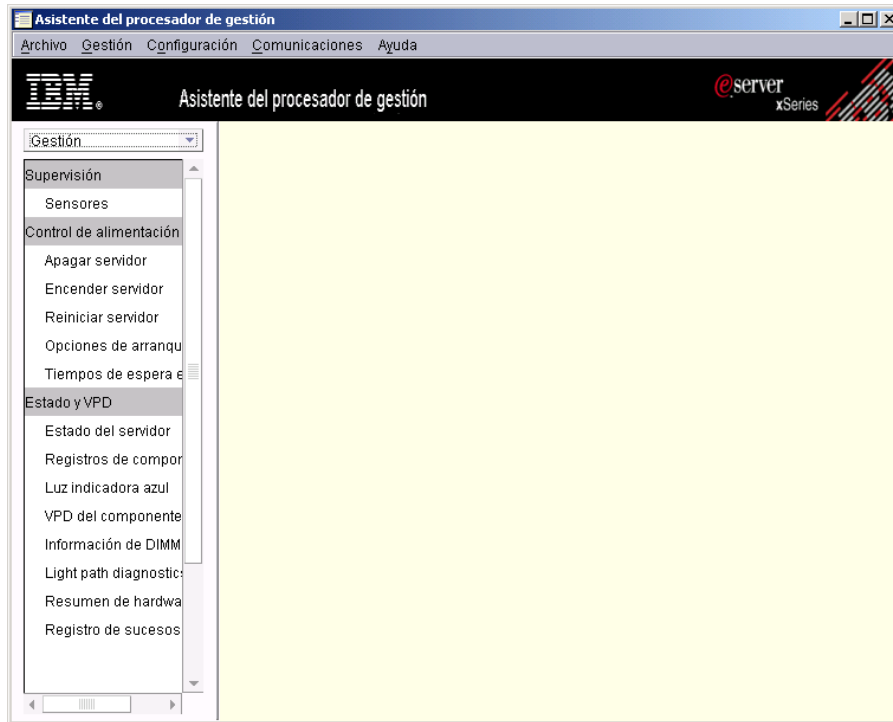 Asistente del procesador de gestión
Archivo Gestión Configuración Comunicaciones Ayuda
IBM®
Asistente del procesador de gestión
eserver
xSeries
Gestión
Supervisión
Sensores
Control de alimentación
Apagar servidor
Encender servidor
Reiniciar servidor
Opciones de arranqu
Tiempos de espera e
Estado y VPD
Estado del servidor
Registros de compor
Luz indicadora azul
VPD del componente
Información de DIMM
Light path diagnostics
Resumen de hardwa
Registro de sucesos